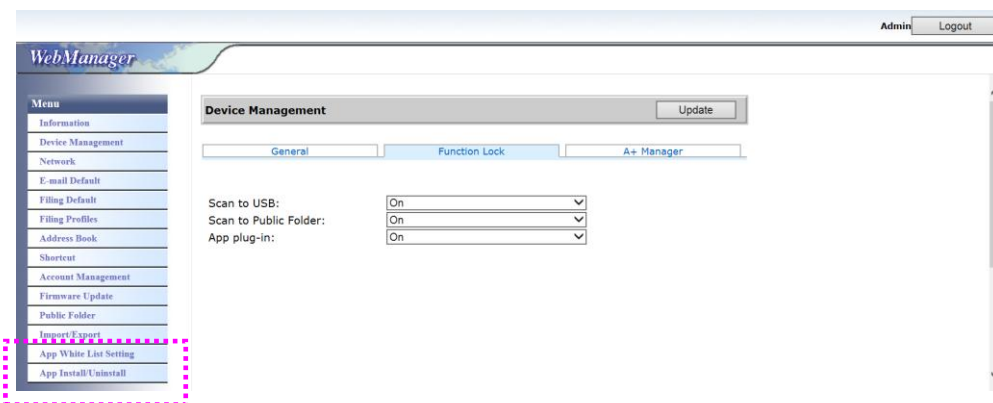 Admin Logout
WebManager
Menu
Information
Device Management
Network
E-mail Default
Filing Default
Filing Profiles
Address Book
Shortcut
Account Management
Firmware Update
Public Folder
Import/Export
App White List Setting
App Install/Uninstall
Device Management Update
General Function Lock A+ Manager
Scan to USB: On
Scan to Public Folder: On
App plug-in: On